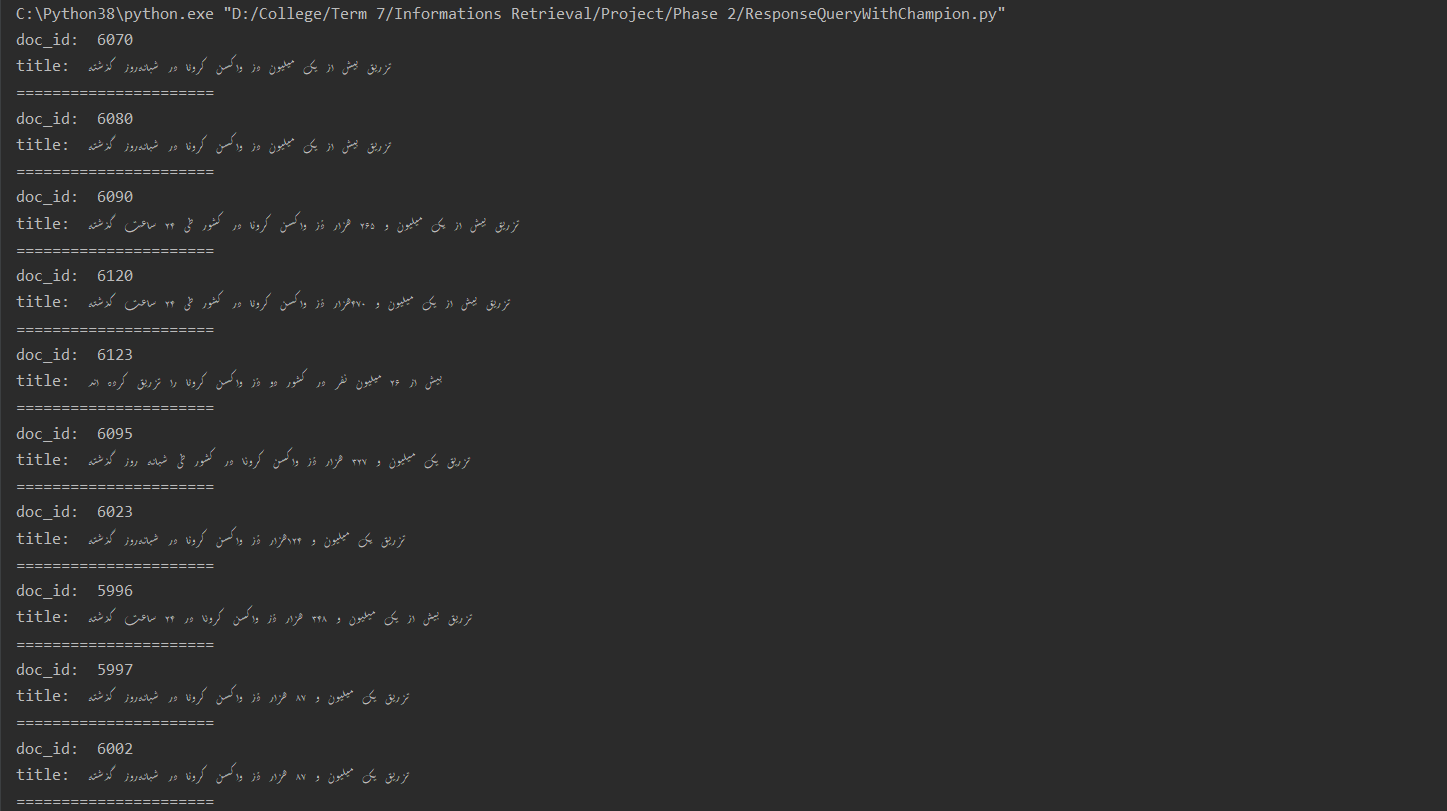 C:\Python38\python.exe "D:/College/Term 7/Informations Retrieval/Project/Phase 2/ResponseQueryWithChampion.py"
doc_id:  6070
title:  تزریق بیش از یک میلیون دز واکسن کرونا در شبانه‌روز گذشته
======================
doc_id:  6080
title:  تزریق بیش از یک میلیون دز واکسن کرونا در شبانه‌روز گذشته
======================
doc_id:  6090
title:  تزریق بیش از یک میلیون و ۲۶۵ هزار دُز واکسن کرونا در کشور طی ۲۴ ساعت گذشته
======================
doc_id:  6120
title:  تزریق بیش از یک میلیون و ۴۷۰هزار دُز واکسن کرونا در کشور طی ۲۴ ساعت گذشته
======================
doc_id:  6123
title:  بیش از ۲۶ میلیون نفر در کشور دو دُز واکسن کرونا را تزریق کرده اند
======================
doc_id:  6095
title:  تزریق یک میلیون و ۳۲۷ هزار دُز واکسن کرونا در کشور طی شبانه روز گذشته
======================
doc_id:  6023
title:  تزریق یک میلیون و ۱۲۴هزار دُز واکسن کرونا در شبانه‌روز گذشته
======================
doc_id:  5996
title:  تزریق بیش از یک میلیون و ۳۴۸ هزار دُز واکسن کرونا در ۲۴ ساعت گذشته
======================
doc_id:  5997
title:  تزریق یک میلیون و ۸۷ هزار دُز واکسن کرونا در شبانه‌روز گذشته
======================
doc_id:  6002
title:  تزریق یک میلیون و ۸۷ هزار دُز واکسن کرونا در شبانه‌روز گذشته
======================